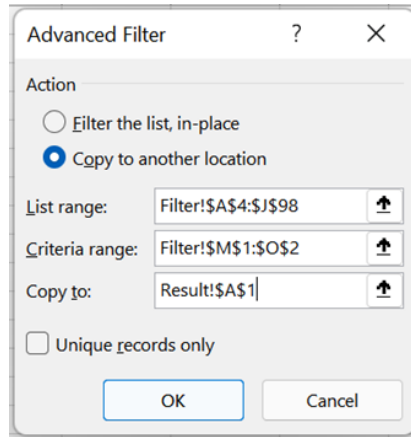 Advanced Filter ? X
Action
Filter the list, in-place
Copy to another location
List range: Filter!$A$4:$J$98
Criteria range: Filter!$M$1:$O$2
Copy to: Result!$A$1
Unique records only
OK Cancel